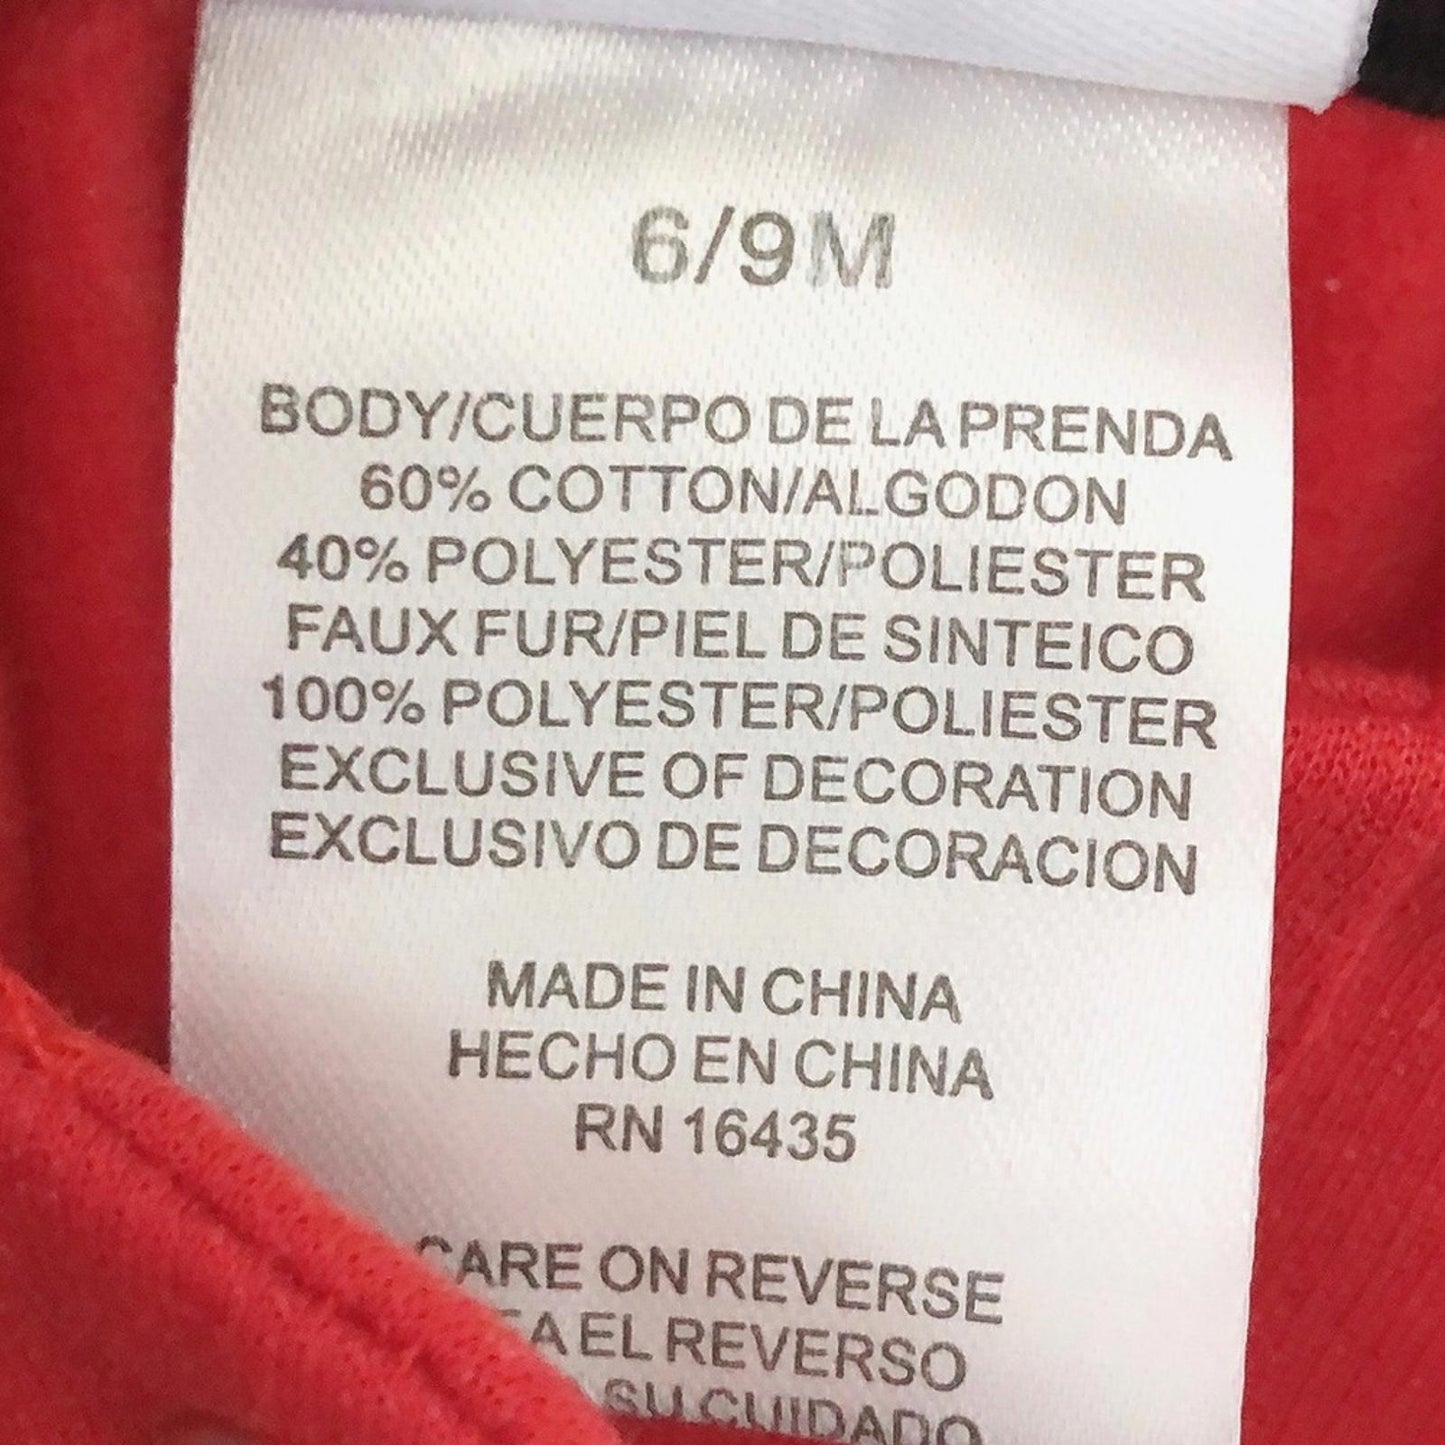 6/9M
BODY/CUERPO DE LA PRENDA
60% COTTON/ALGODON
40% POLYESTER/POLIESTER
FAUX FUR/PIEL DE SINTEICO
100% POLYESTER/POLIESTER
EXCLUSIVE OF DECORATION
EXCLUSIVO DE DECORACION
MADE IN CHINA
HECHO EN CHINA
RN 16435
CARE ON REVERSE
EL REVERSO
SU CUIDADO